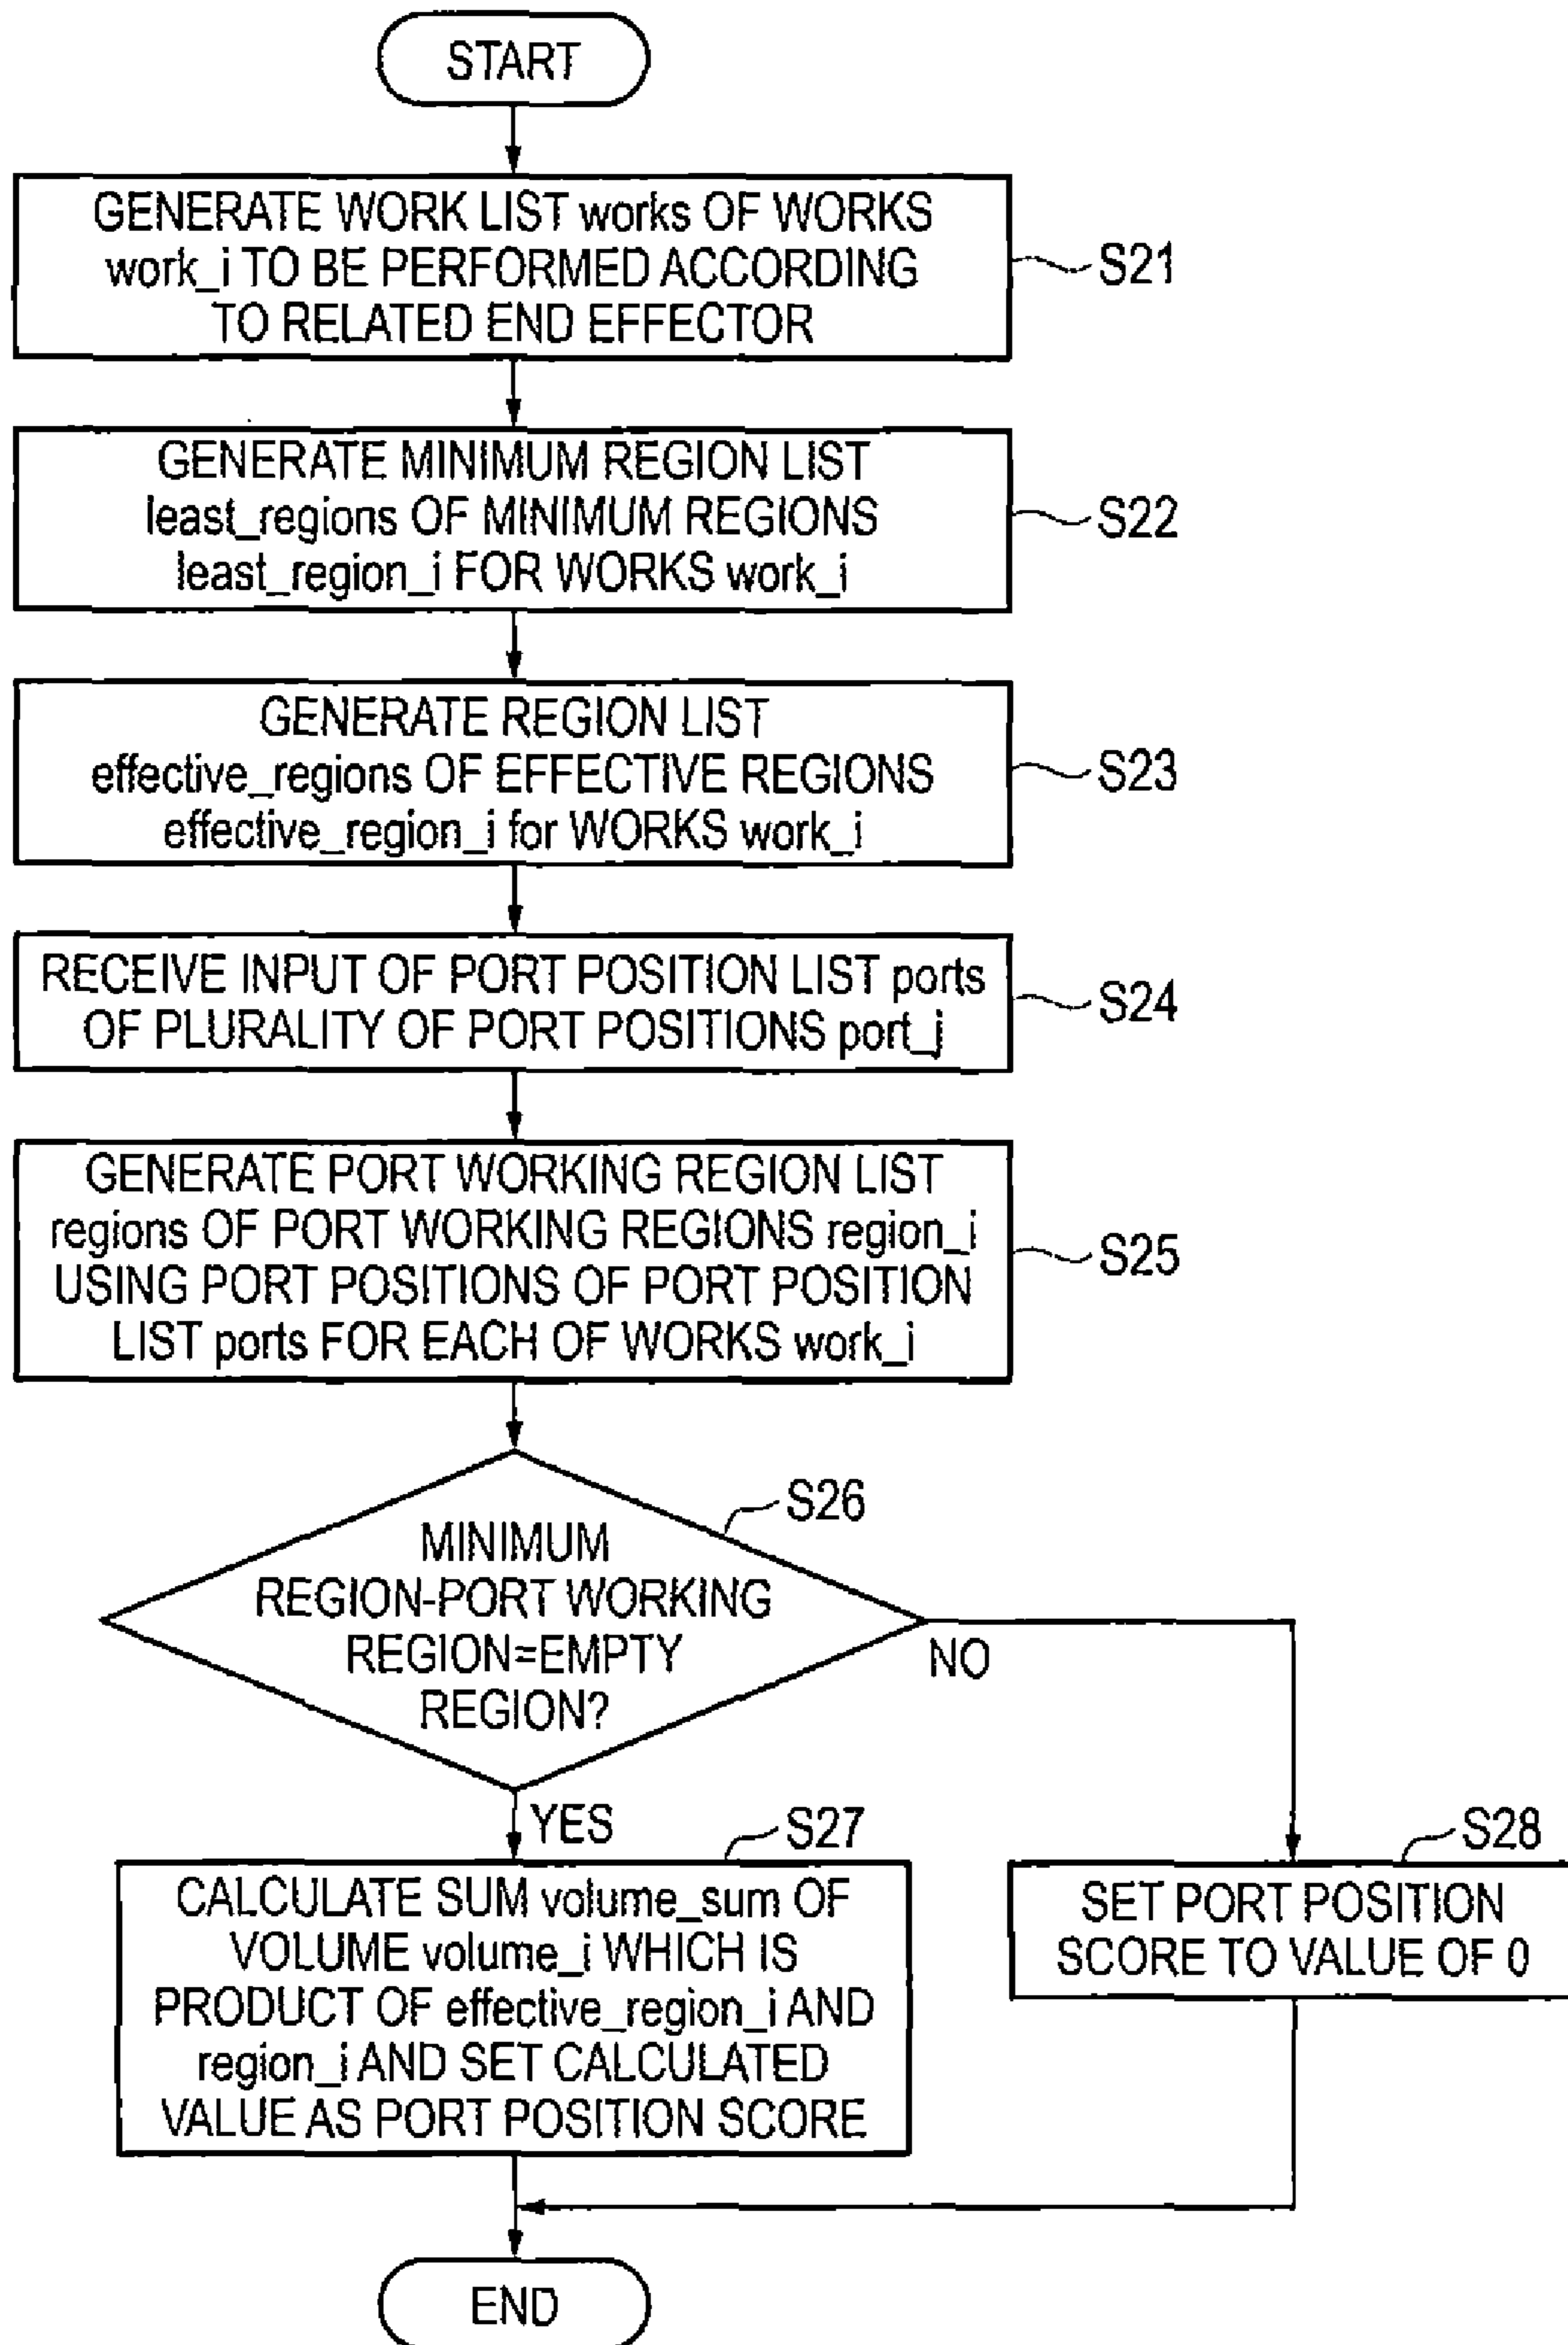 START
GENERATE WORK LIST works OF WORKS
work_i TO BE PERFORMED ACCORDING
TO RELATED END EFFECTOR
S21
GENERATE MINIMUM REGION LIST
least_regions OF MINIMUM REGIONS
least_region_i FOR WORKS work_i
S22
GENERATE REGION LIST
effective_regions OF EFFECTIVE REGIONS
effective_region_i for WORKS work_i
S23
RECEIVE INPUT OF PORT POSITION LIST ports
OF PLURALITY OF PORT POSITIONS port_j
S24
GENERATE PORT WORKING REGION LIST
regions OF PORT WORKING REGIONS region_i
USING PORT POSITIONS OF PORT POSITION
LIST ports FOR EACH OF WORKS work_i
S25
S26
MINIMUM
REGION-PORT WORKING
REGION=EMPTY
REGION?
NO
YES
S27
CALCULATE SUM volume_sum OF
VOLUME volume_i WHICH IS
PRODUCT OF effective_region_i AND
region_i AND SET CALCULATED
VALUE AS PORT POSITION SCORE
S28
SET PORT POSITION
SCORE TO VALUE OF 0
END